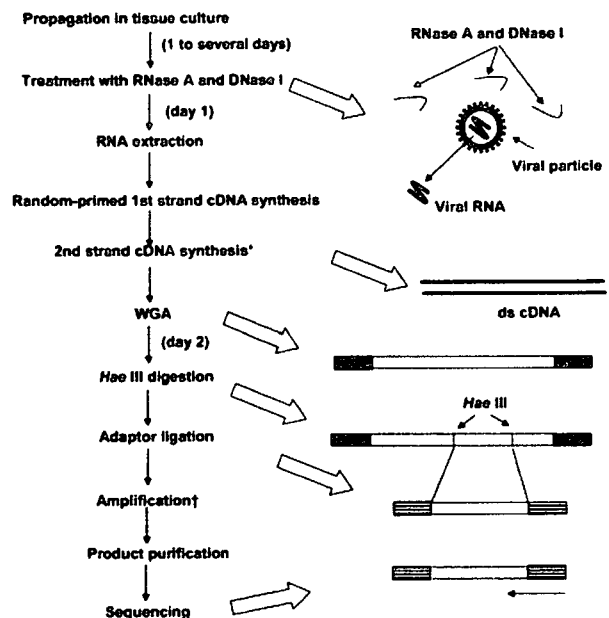 Propagation in tissue culture
(1 to several days)
Treatment with RNase A and DNase I
(day 1)
RNA extraction
Random-primed 1st strand cDNA synthesis
2nd strand cDNA synthesis*
WGA
(day 2)
Hae III digestion
Adaptor ligation
Amplification†
Product purification
Sequencing
RNase A and DNase I
Viral particle
Viral RNA
ds cDNA
Hae III